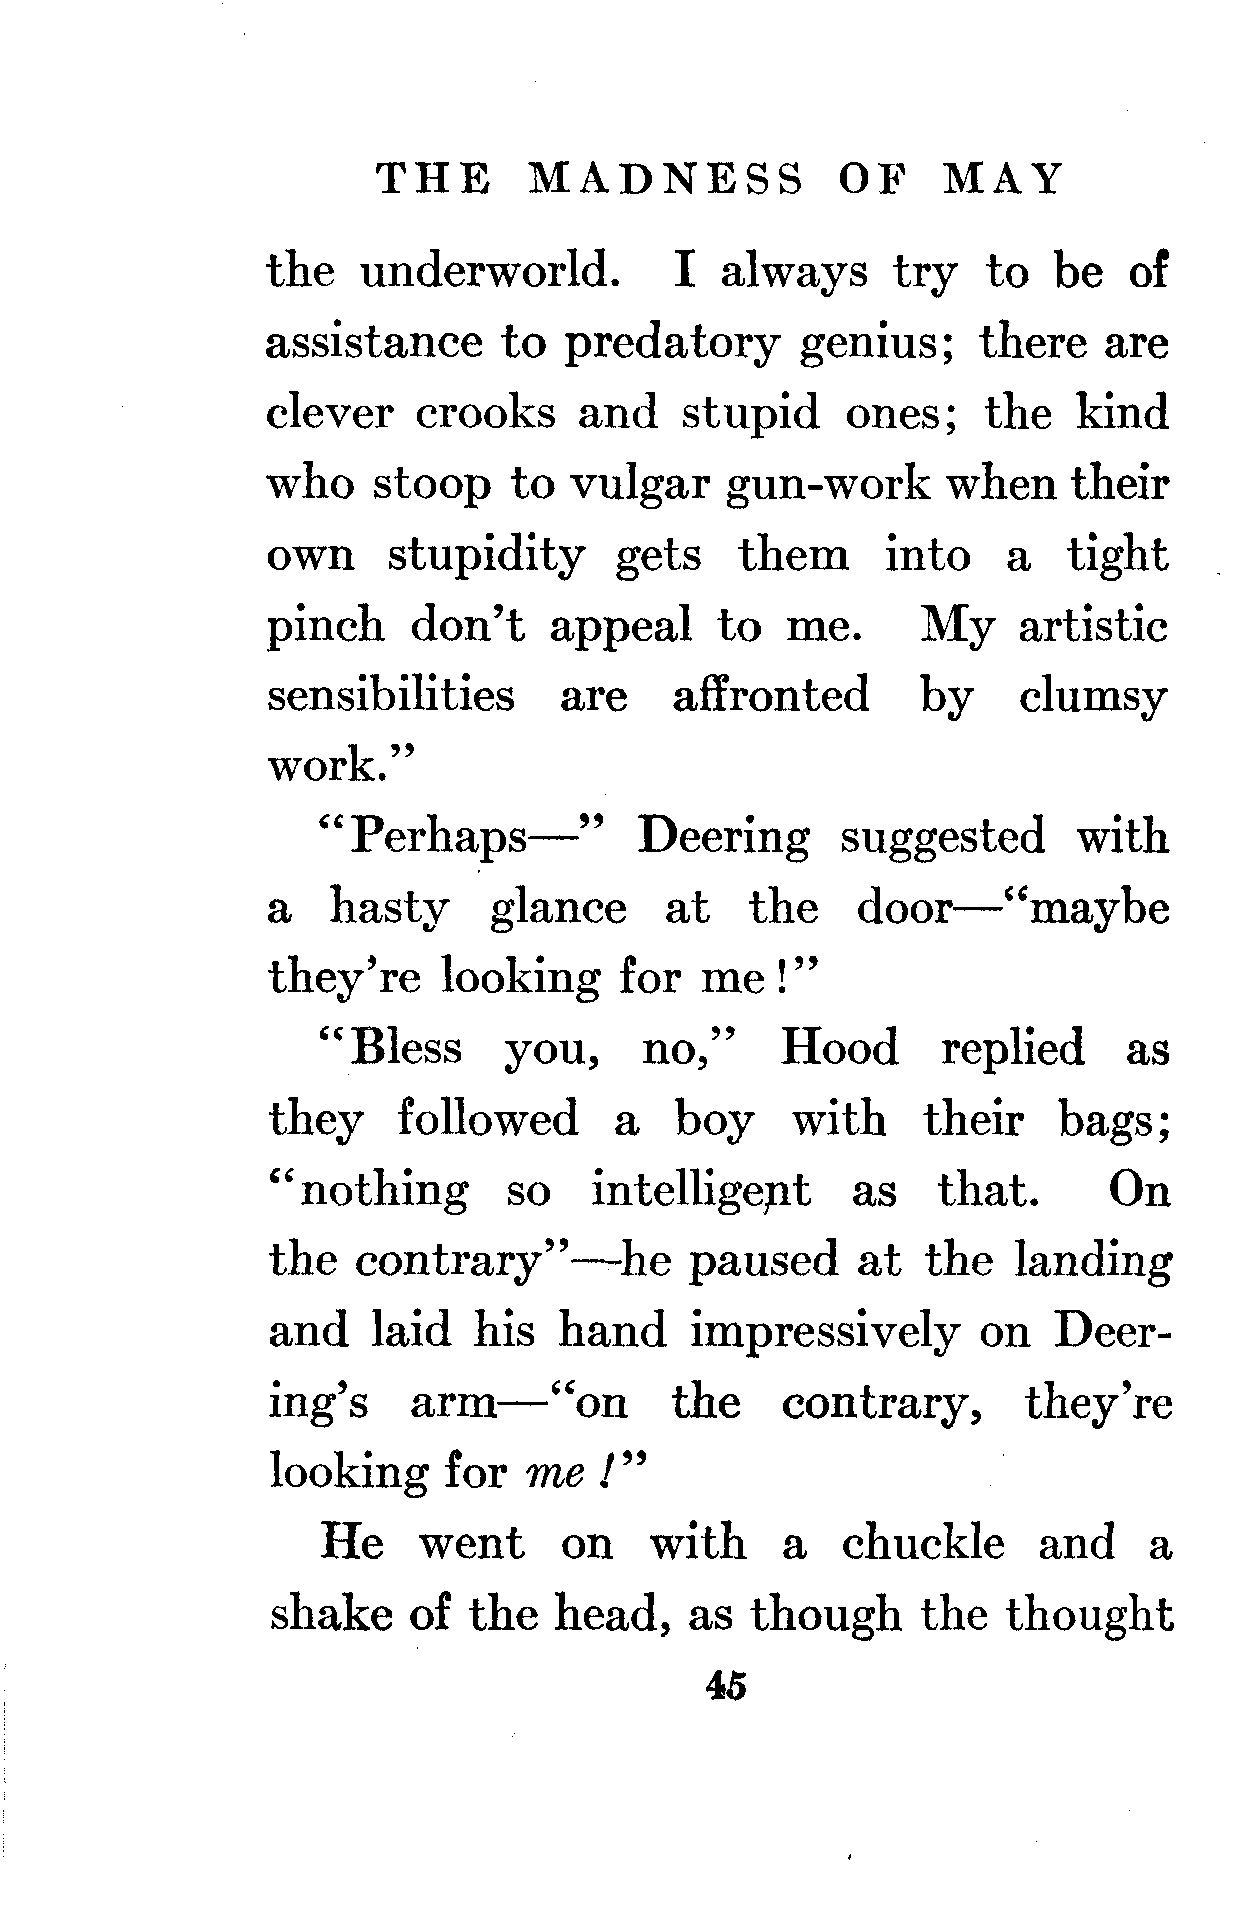 THE MADNESS OF MAY
the underworld. I always try to be of
assistance to predatory genius; there are
clever crooks and stupid ones; the kind
who stoop to vulgar gun-work when their
own stupidity gets them into a tight
pinch don't appeal to me. My artistic
sensibilities are affronted by clumsy
work."
"Perhaps—" Deering suggested with
a hasty glance at the door—"maybe
they're looking for me!"
"Bless you, no," Hood replied as
they followed a boy with their bags;
"nothing so intelligent as that. On
the contrary"—he paused at the landing
and laid his hand impressively on Deer-
ing's arm—"on the contrary, they're
looking for me!"
He went on with a chuckle and a
shake of the head, as though the thought
45